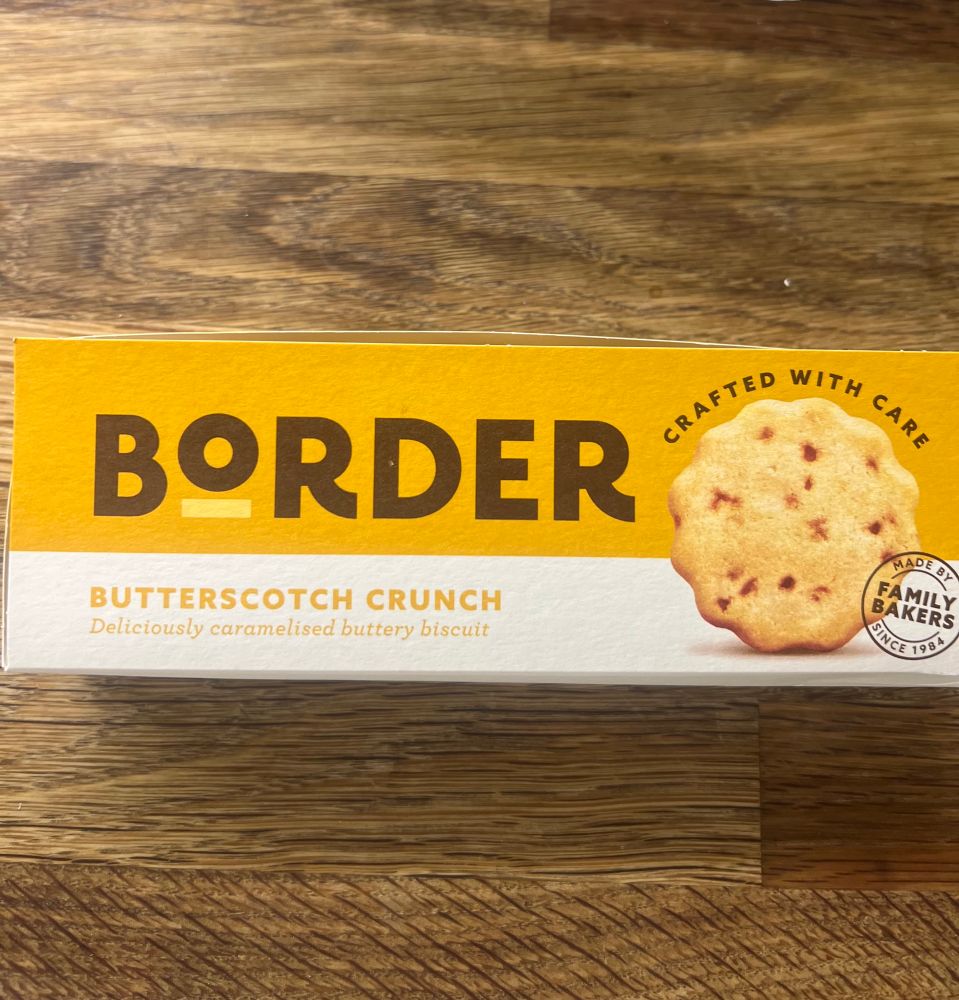 CRAFTED WITH CARE
BORDER
BUTTERSCOTCH CRUNCH
Deliciously caramelised buttery biscuit
MADE BY
FAMILY
BAKERS
SINCE 1984